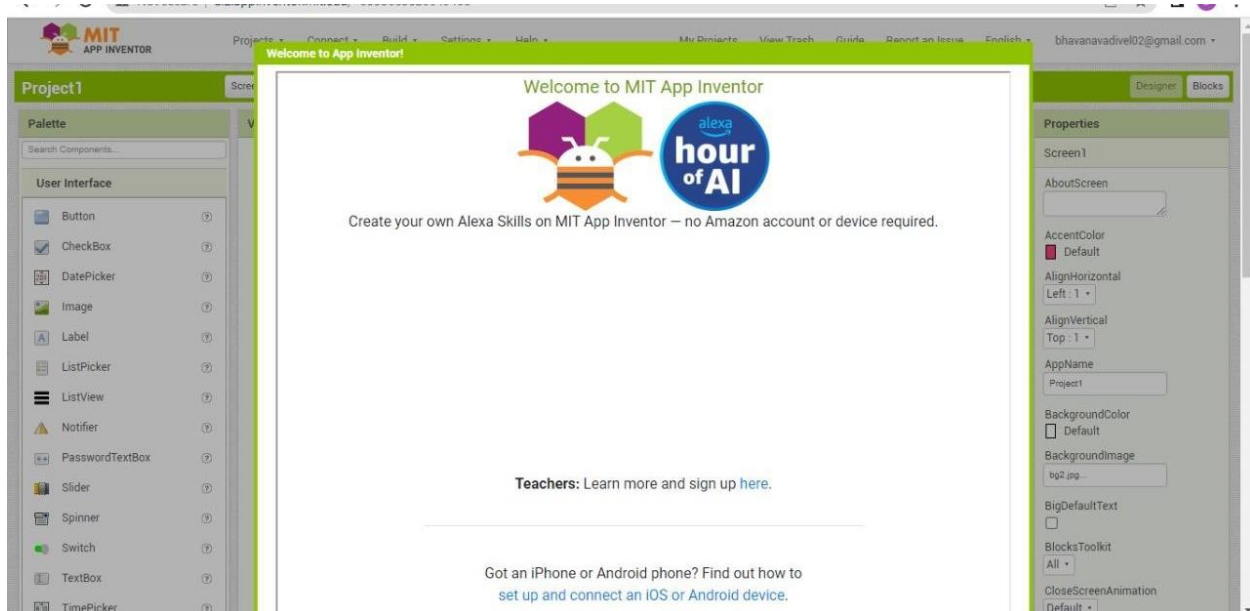 MIT
APP INVENTOR
Projects Connect Build Settings Help My Projects View Trash Guide Report an Issue English bhavanavadivel02@gmail.com
Welcome to App Inventor!
Project1
Designer Blocks
Palette
Search Components...
User Interface
Button
CheckBox
DatePicker
Image
Label
ListPicker
ListView
Notifier
PasswordTextBox
Slider
Spinner
Switch
TextBox
TimePicker
Welcome to MIT App Inventor
alexa
hour
of AI
Create your own Alexa Skills on MIT App Inventor — no Amazon account or device required.
Teachers: Learn more and sign up here.
Got an iPhone or Android phone? Find out how to
set up and connect an iOS or Android device.
Properties
Screen1
AboutScreen
AccentColor
Default
AlignHorizontal
Left : 1
AlignVertical
Top : 1
AppName
Project1
BackgroundColor
Default
BackgroundImage
bg2.jpg...
BigDefaultText
BlocksToolkit
All
CloseScreenAnimation
Default